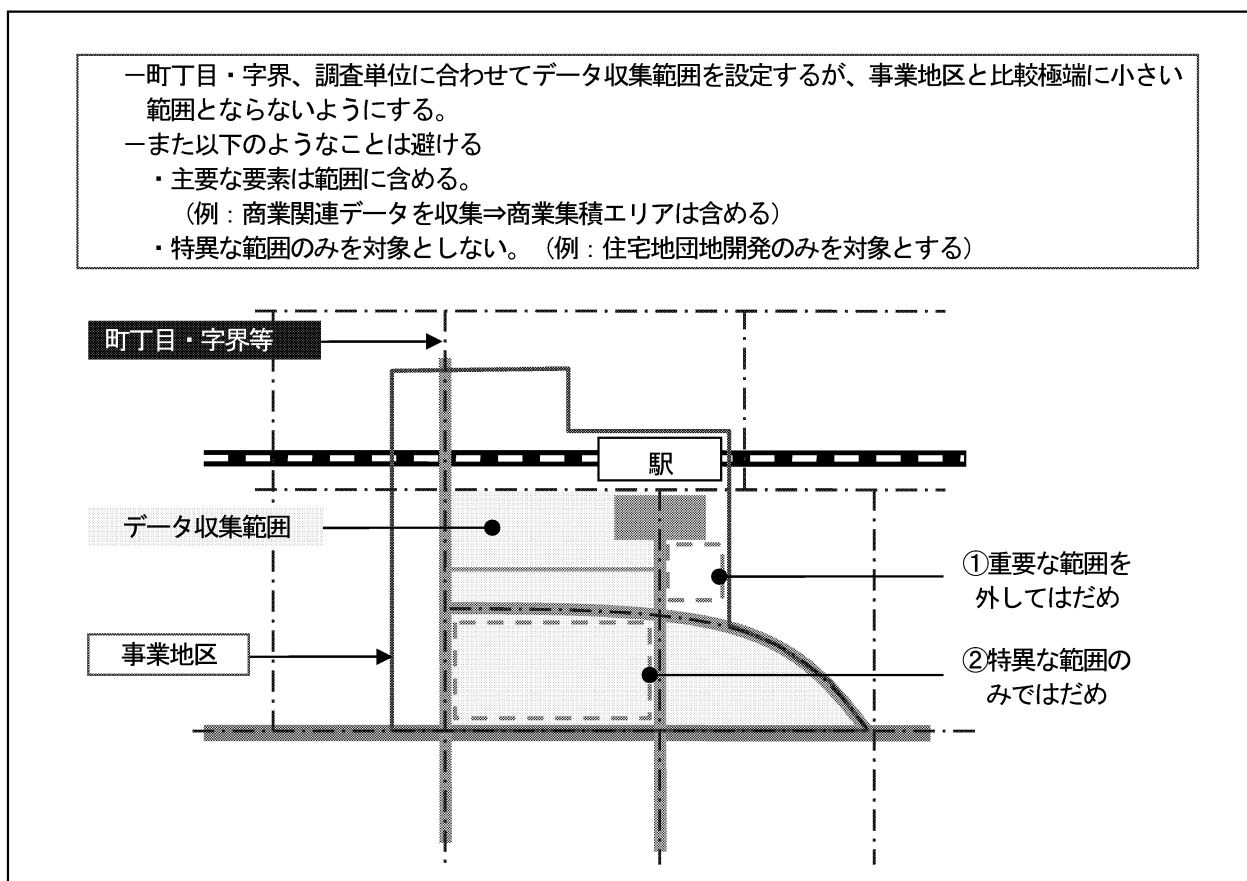 －町丁目・字界、調査単位に合わせてデータ収集範囲を設定するが、事業地区と比較極端に小さい
範囲とならないようにする。
－また以下のようなことは避ける
・主要な要素は範囲に含める。
（例：商業関連データを収集⇒商業集積エリアは含める）
・特異な範囲のみを対象としない。（例：住宅地団地開発のみを対象とする）
町丁目・字界等
駅
データ収集範囲
①重要な範囲を
外してはだめ
事業地区
②特異な範囲の
みではだめ